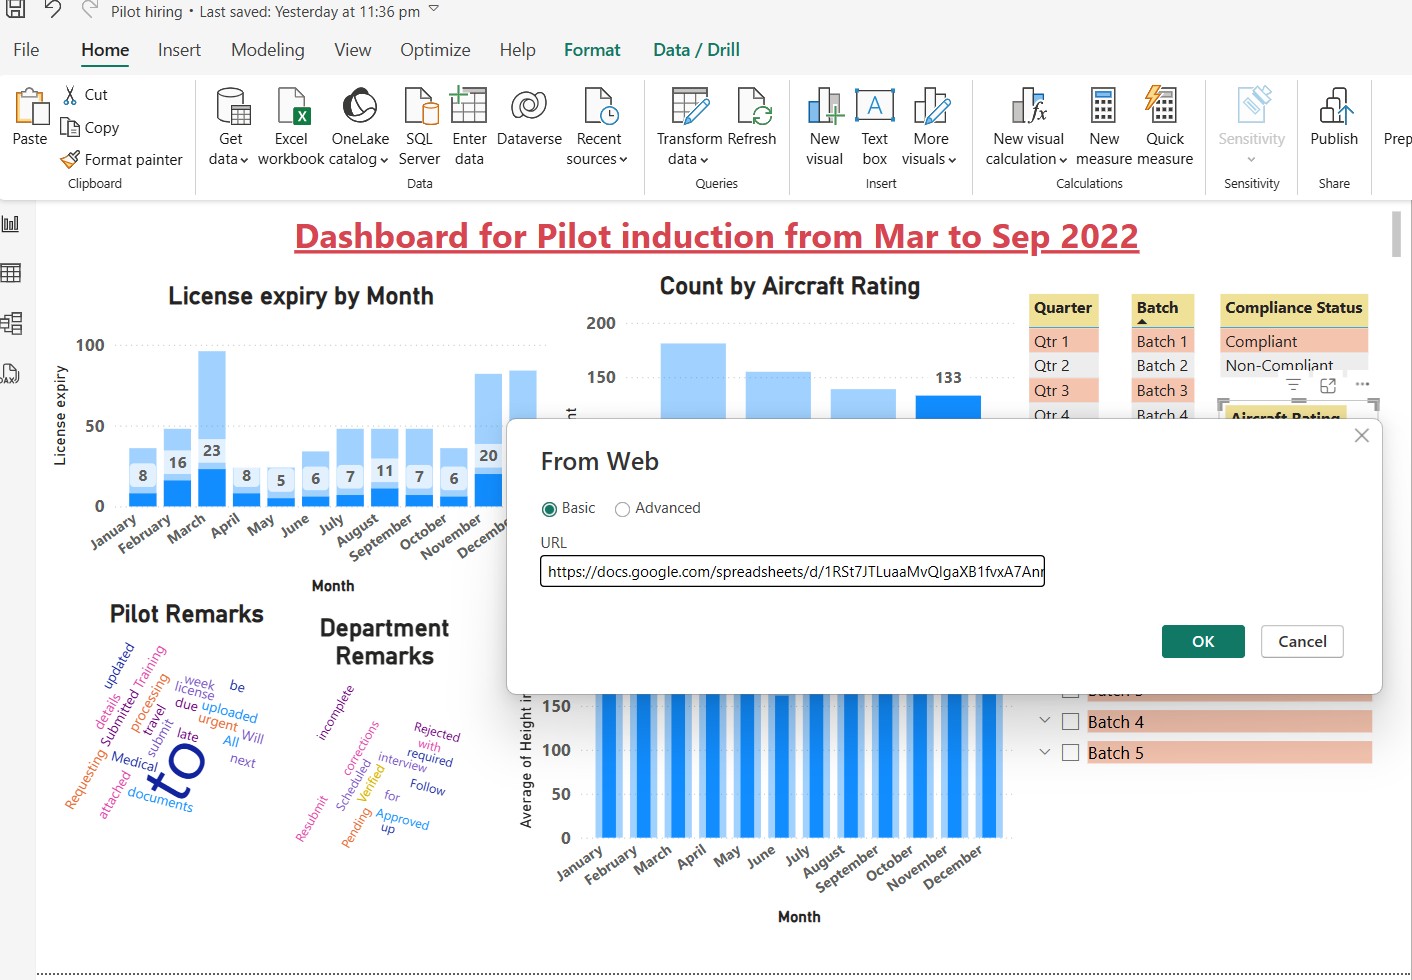 Pilot hiring • Last saved: Yesterday at 11:36 pm
File Home Insert Modeling View Optimize Help Format Data / Drill
Paste
Cut
Copy
Format painter
Clipboard
Get data
Excel workbook
OneLake catalog
SQL Server
Enter data
Dataverse
Recent sources
Data
Transform data
Refresh
Queries
New visual
Text box
More visuals
Insert
New visual calculation
New measure
Quick measure
Calculations
Sensitivity
Sensitivity
Publish
Share
Prep
Dashboard for Pilot induction from Mar to Sep 2022
License expiry by Month
License expiry
100
50
0
8 16 23 8 5 6 7 11 7 6 20
January February March April May June July August September October November
Month
Count by Aircraft Rating
200
150
133
Quarter
Qtr 1
Qtr 2
Qtr 3
Qtr 4
Batch
Batch 1
Batch 2
Batch 3
Batch 4
Compliance Status
Compliant
Non-Compliant
Aircraft Rating
From Web
Basic Advanced
URL
https://docs.google.com/spreadsheets/d/
OK Cancel
Pilot Remarks
updated
Training
week
be
license
processing
details
Submitted
travel
due
uploaded
urgent
submit
late
All
Will
to
Medical
next
Requesting
attached
documents
Department
Remarks
incomplete
corrections
Rejected
with
required
interview
Scheduled
Verified
Follow
for
Resubmit
Pending
Approved
up
Average of Height in
150
100
50
0
January February March April May June July August September October November December
Month
Batch 4
Batch 5